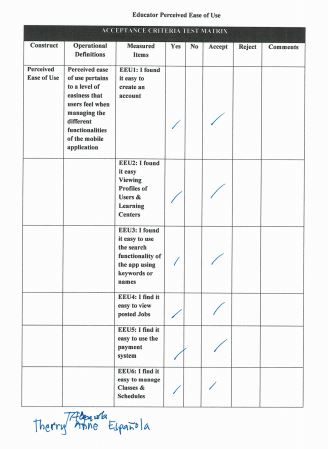 Educator Perceived Ease of Use
ACCEPTANCE CRITERIA TEST MATRIX
Construct Operational Definitions Measured Items Yes No Accept Reject Comments
Perceived Ease of Use
Perceived ease
of use pertains
to a level of
easiness that
users feel when
managing the
different
functionalities
of the mobile
application
EEU1: I found
it easy to
create an
account
EEU2: I found
it easy
Viewing
Profiles of
Users &
Learning
Centers
EEU3: I found
it easy to use
the search
functionality of
the app using
keywords or
names
EEU4: I find it
easy to view
posted Jobs
EEU5: I find it
easy to use the
payment
system
EEU6: I find it
easy to manage
Classes &
Schedules
Therry Anne Española